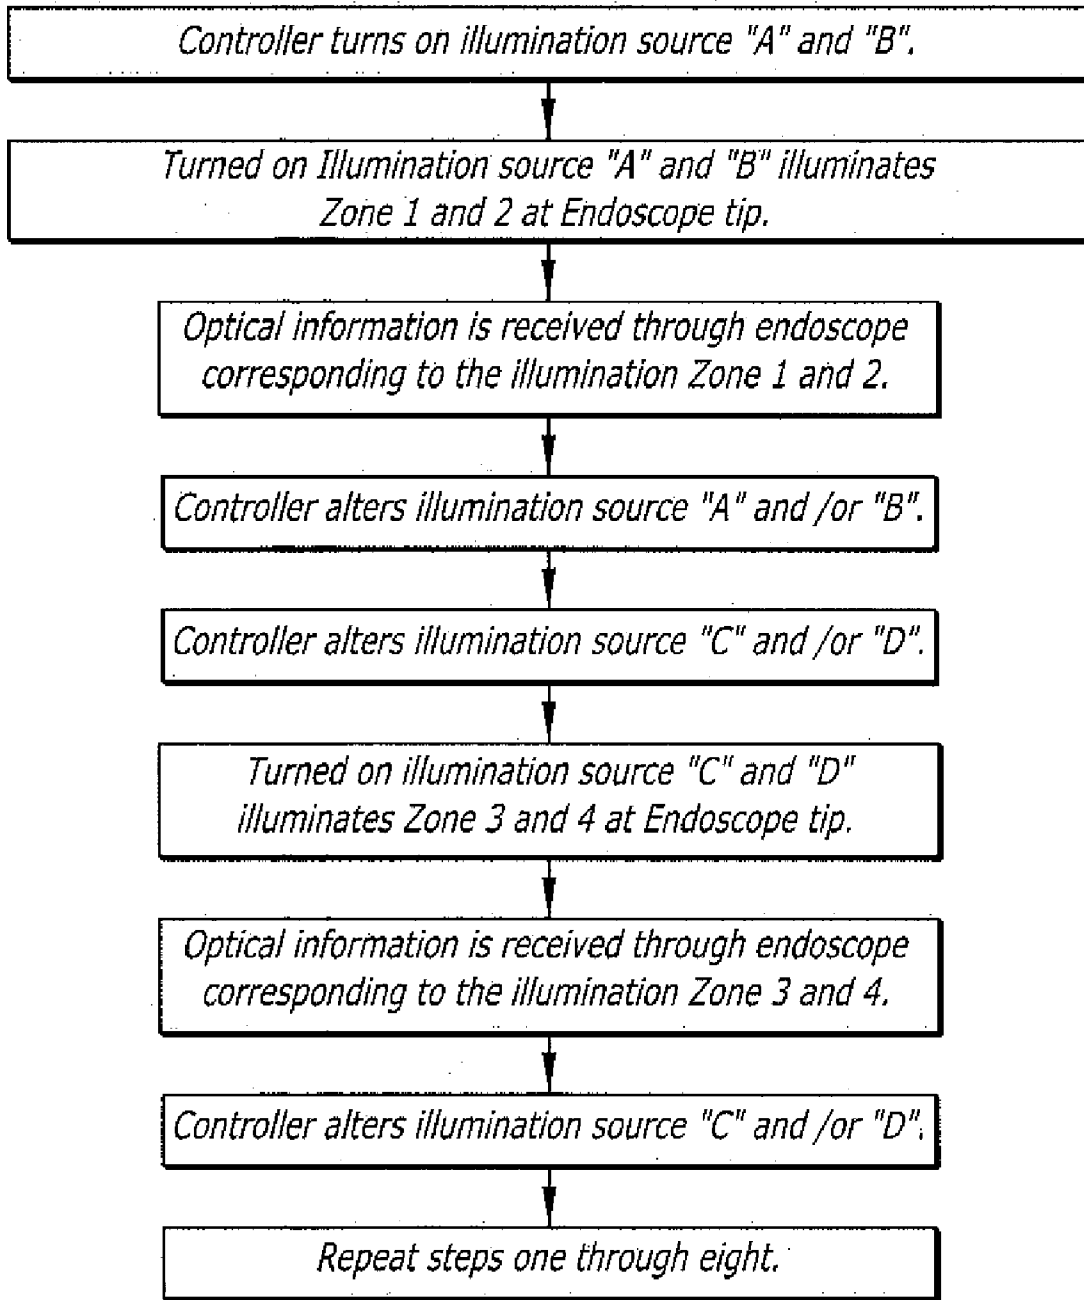 Controller turns on illumination source "A" and "B".
Turned on Illumination source "A" and "B" illuminates
Zone 1 and 2 at Endoscope tip.
Optical information is received through endoscope
corresponding to the illumination Zone 1 and 2.
Controller alters illumination source "A" and /or "B".
Controller alters illumination source "C" and /or "D".
Turned on illumination source "C" and "D"
illuminates Zone 3 and 4 at Endoscope tip.
Optical information is received through endoscope
corresponding to the illumination Zone 3 and 4.
Controller alters illumination source "C" and /or "D".
Repeat steps one through eight.